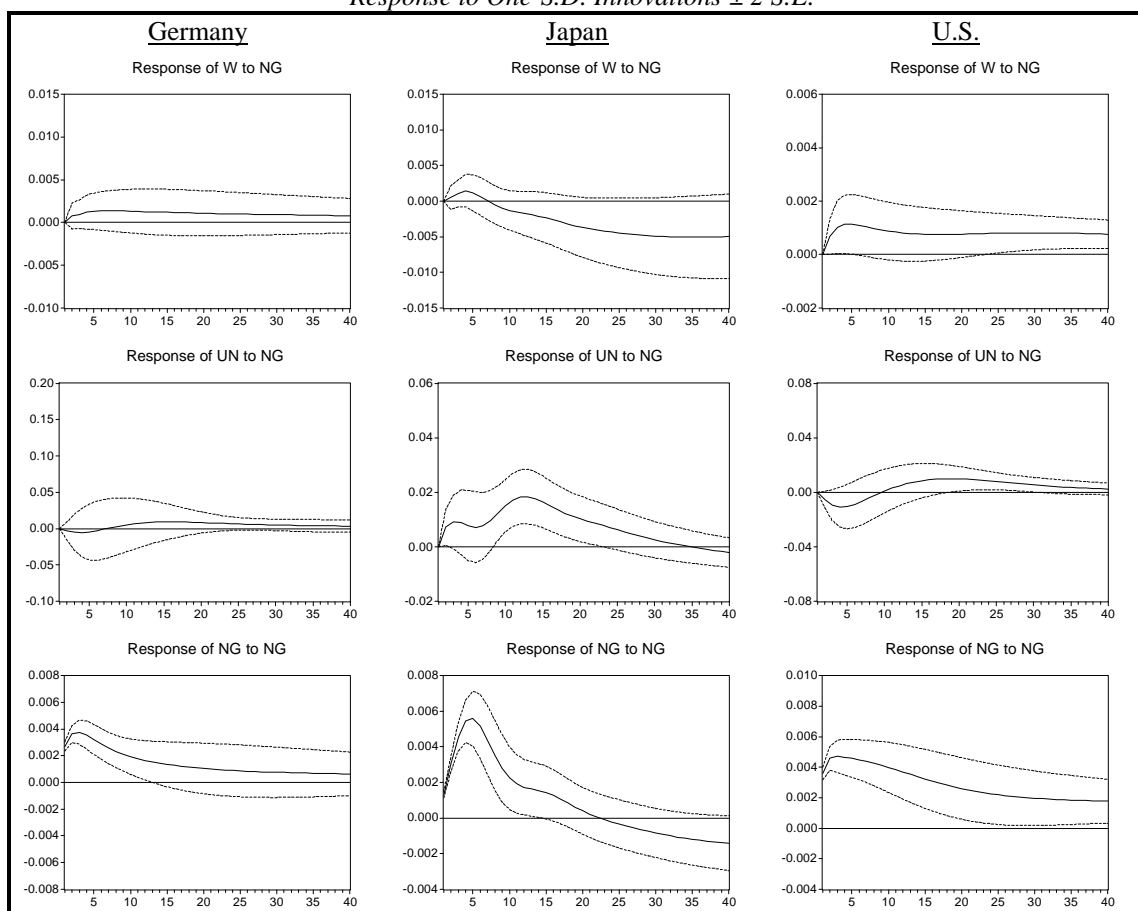 Response to One S.D. Innovations ± 2 S.E.
Germany Japan U.S.
Response of W to NG Response of W to NG Response of W to NG
0.015 0.015 0.006
0.010 0.010
0.004
0.005 0.005
0.002
0.000 0.000
-0.005
0.000
-0.005 -0.010
-0.010 -0.015 -0.002
5 10 15 20 25 30 35 40 5 10 15 20 25 30 35 40 5 10 15 20 25 30 35 40
Response of UN to NG Response of UN to NG Response of UN to NG
0.20 0.06 0.08
0.15
0.04 0.04
0.10
0.05 0.02 0.00
0.00
0.00 -0.04
-0.05
-0.10 -0.02 -0.08
5 10 15 20 25 30 35 40 5 10 15 20 25 30 35 40 5 10 15 20 25 30 35 40
Response of NG to NG Response of NG to NG Response of NG to NG
0.008 0.008 0.010
0.006 0.008
0.006
0.004 0.006
0.004
0.002 0.004
0.000 0.002
0.002
-0.002
0.000 0.000
-0.004
-0.002 -0.002
-0.006
-0.008 -0.004 -0.004
5 10 15 20 25 30 35 40 5 10 15 20 25 30 35 40 5 10 15 20 25 30 35 40